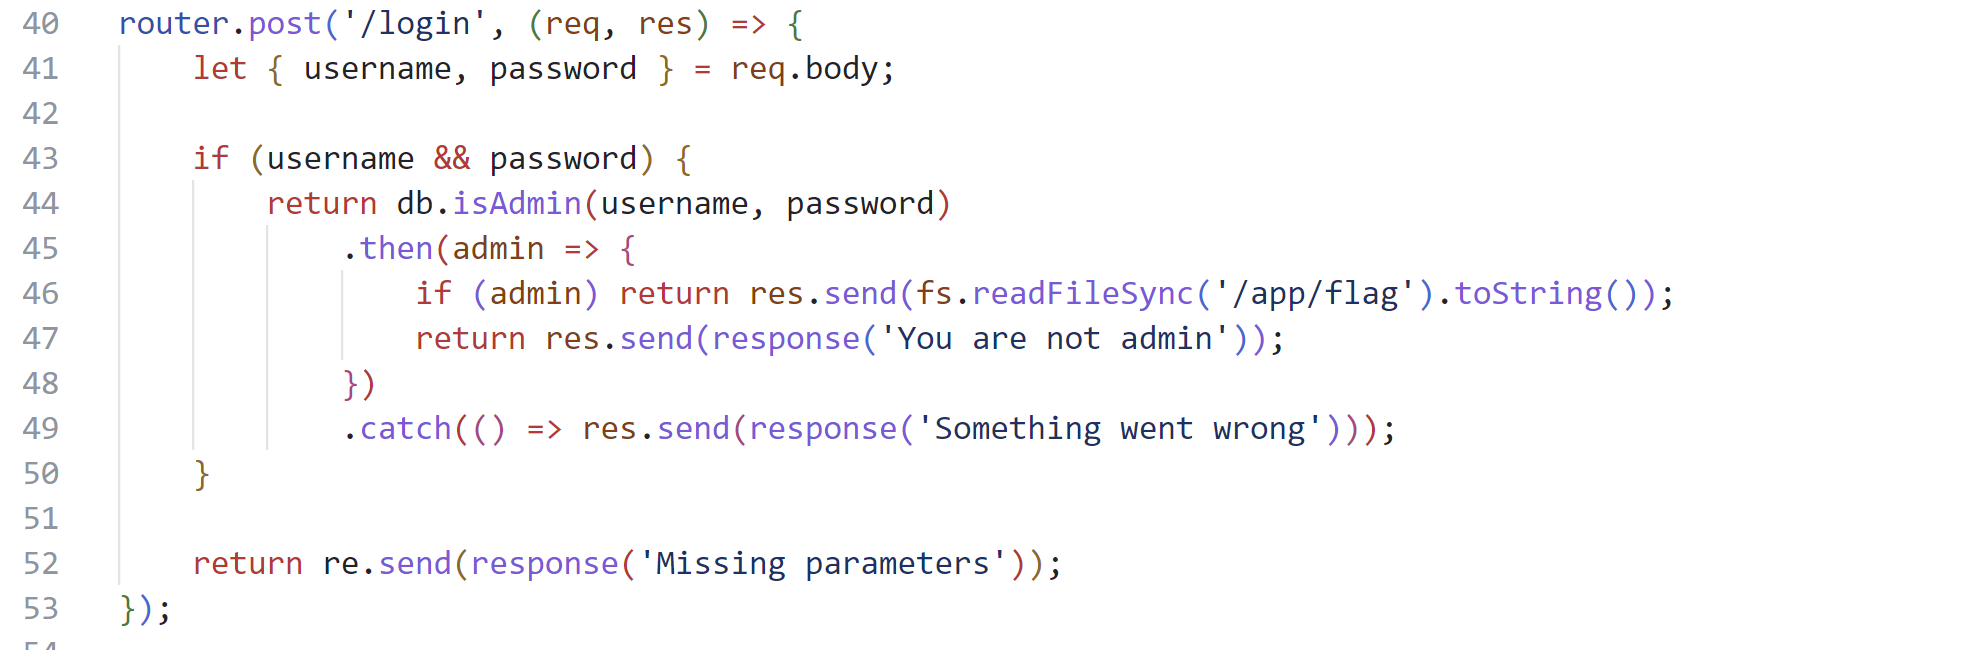 40 router.post('/login', (req, res) => {
41     let { username, password } = req.body;
42
43     if (username && password) {
44         return db.isAdmin(username, password)
45             .then(admin => {
46                 if (admin) return res.send(fs.readFileSync('/app/flag').toString());
47                 return res.send(response('You are not admin'));
48             })
49             .catch(() => res.send(response('Something went wrong')));
50     }
51
52     return re.send(response('Missing parameters'));
53 });
54